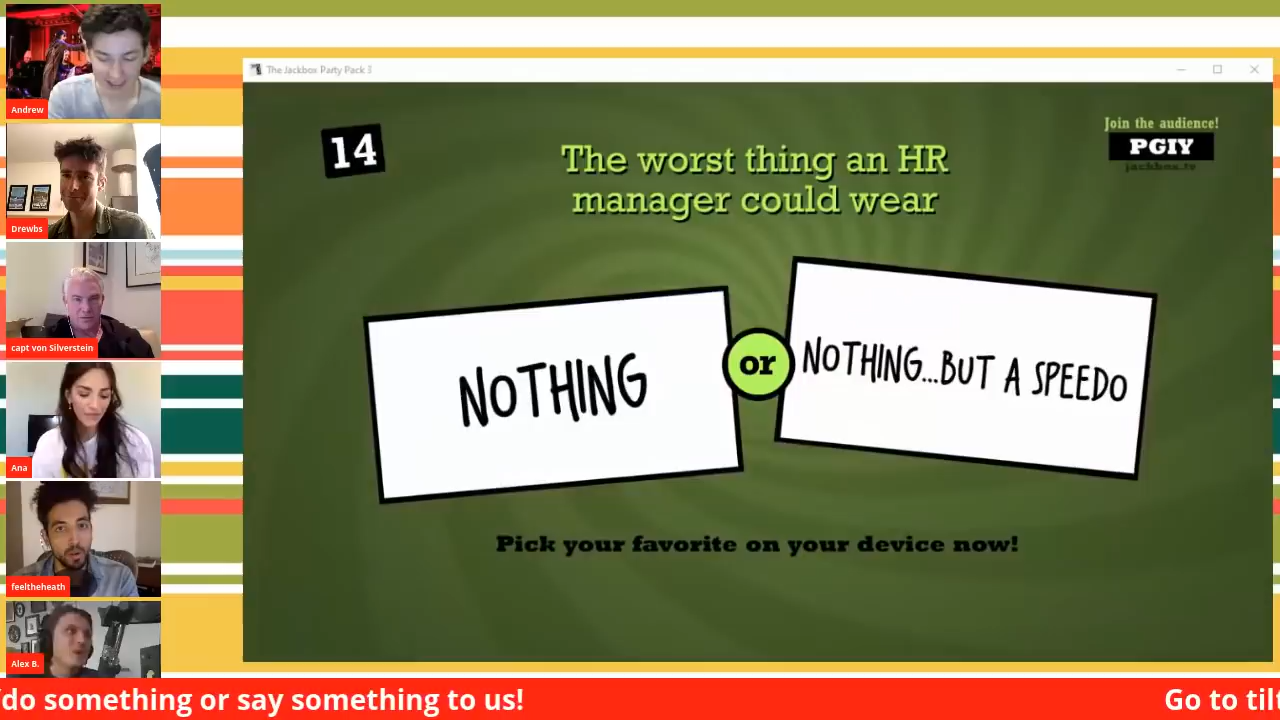 Andrew
Drewbs
capt von Silverstein
Ana
feeltheheath
Alex B.
The Jackbox Party Pack 3
14
The worst thing an HR
manager could wear
Join the audience!
PGIY
jackbox.tv
NOTHING
or
NOTHING...BUT A SPEEDO
Pick your favorite on your device now!
do something or say something to us!
Go to tilt